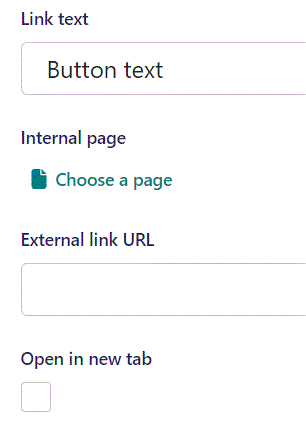 Link text
Button text
Internal page
Choose a page
External link URL
Open in new tab